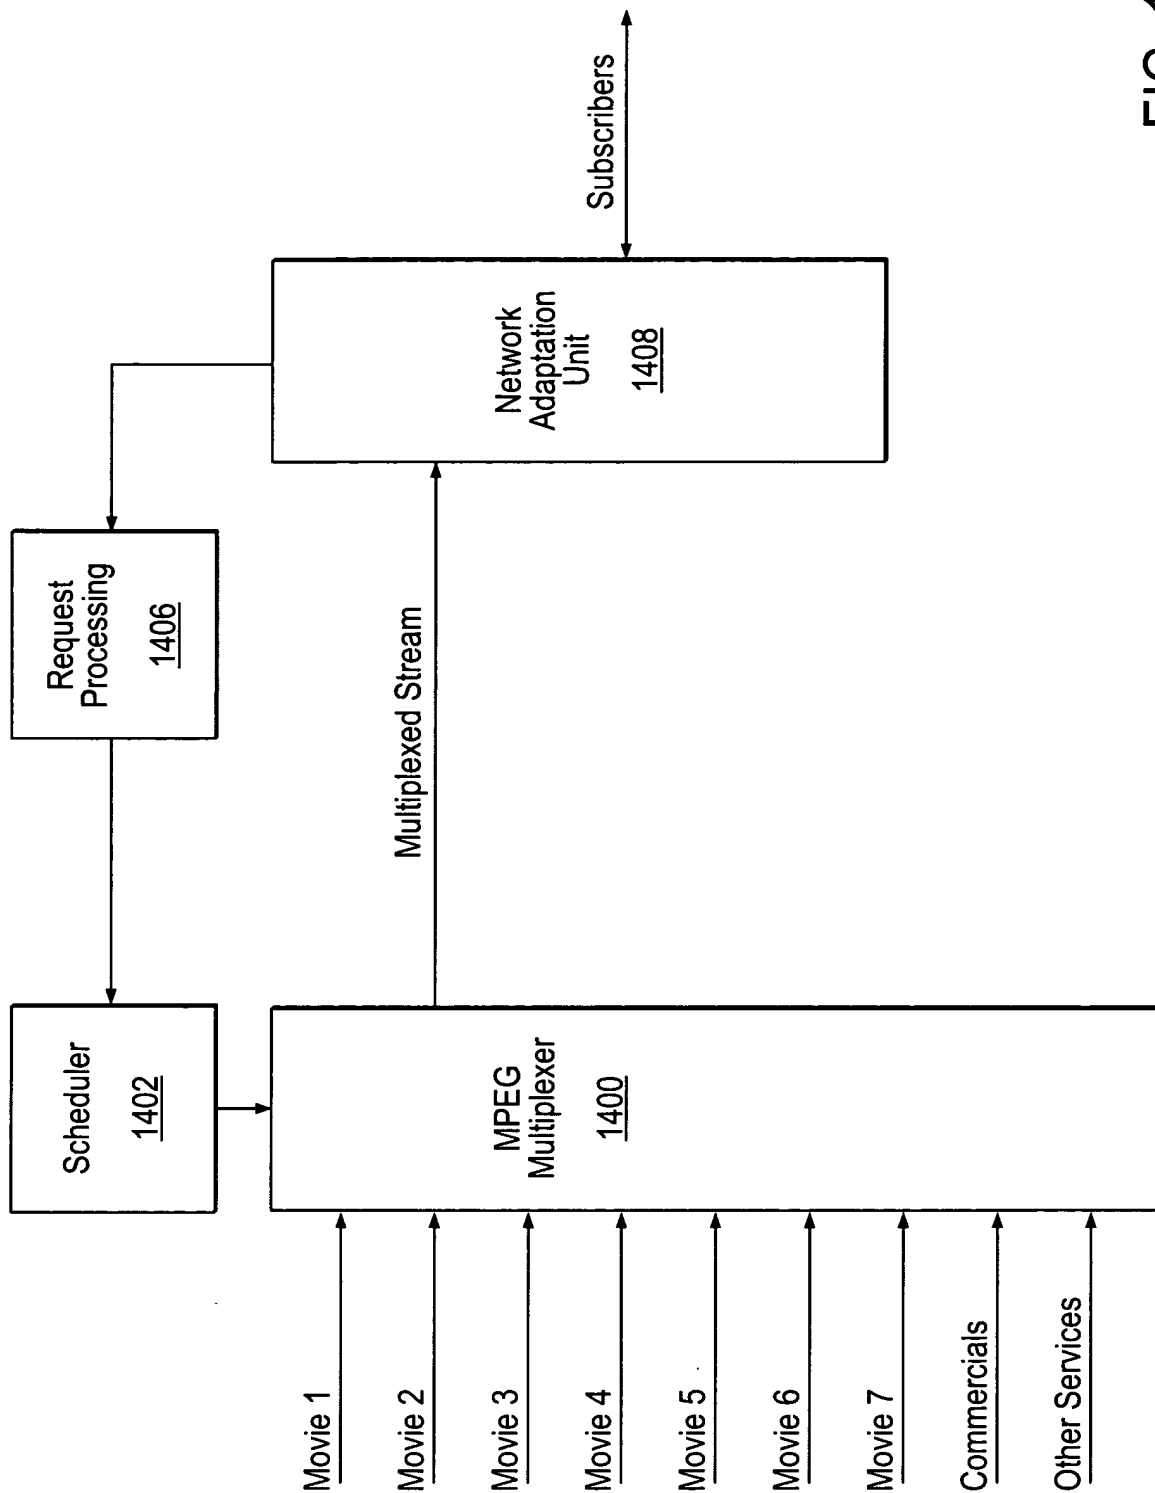 Scheduler
1402
Request
Processing
1406
Movie 1
Movie 2
Movie 3
Movie 4
Movie 5
Movie 6
Movie 7
Commercials
Other Services
MPEG
Multiplexer
1400
Multiplexed Stream
Network
Adaptation
Unit
1408
Subscribers
FIG.